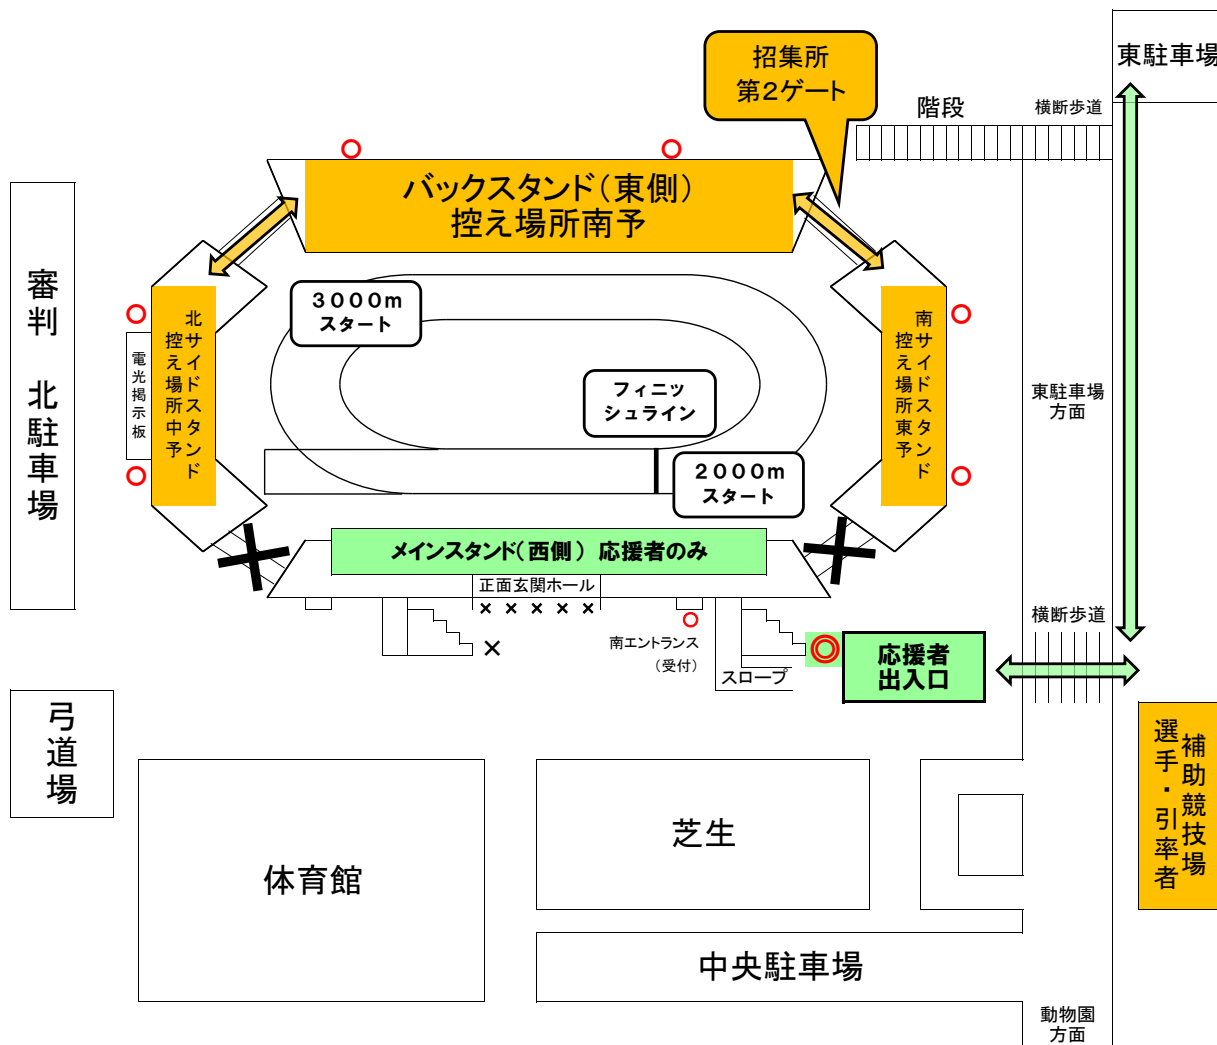 東駐車場
招集所
第2ゲート
階段
横断歩道
バックスタンド（東側）
控え場所南予
審判　北駐車場
3000m
スタート
北サイドスタンド
控え場所中予
電光掲示板
南サイドスタンド
控え場所東予
フィニッ
シュライン
東駐車場
方面
2000m
スタート
メインスタンド（西側）応援者のみ
正面玄関ホール
× × × × ×
横断歩道
南エントランス
（受付）
×
スロープ
応援者
出入口
弓道場
補助競技場
選手・引率者
芝生
体育館
中央駐車場
動物園
方面